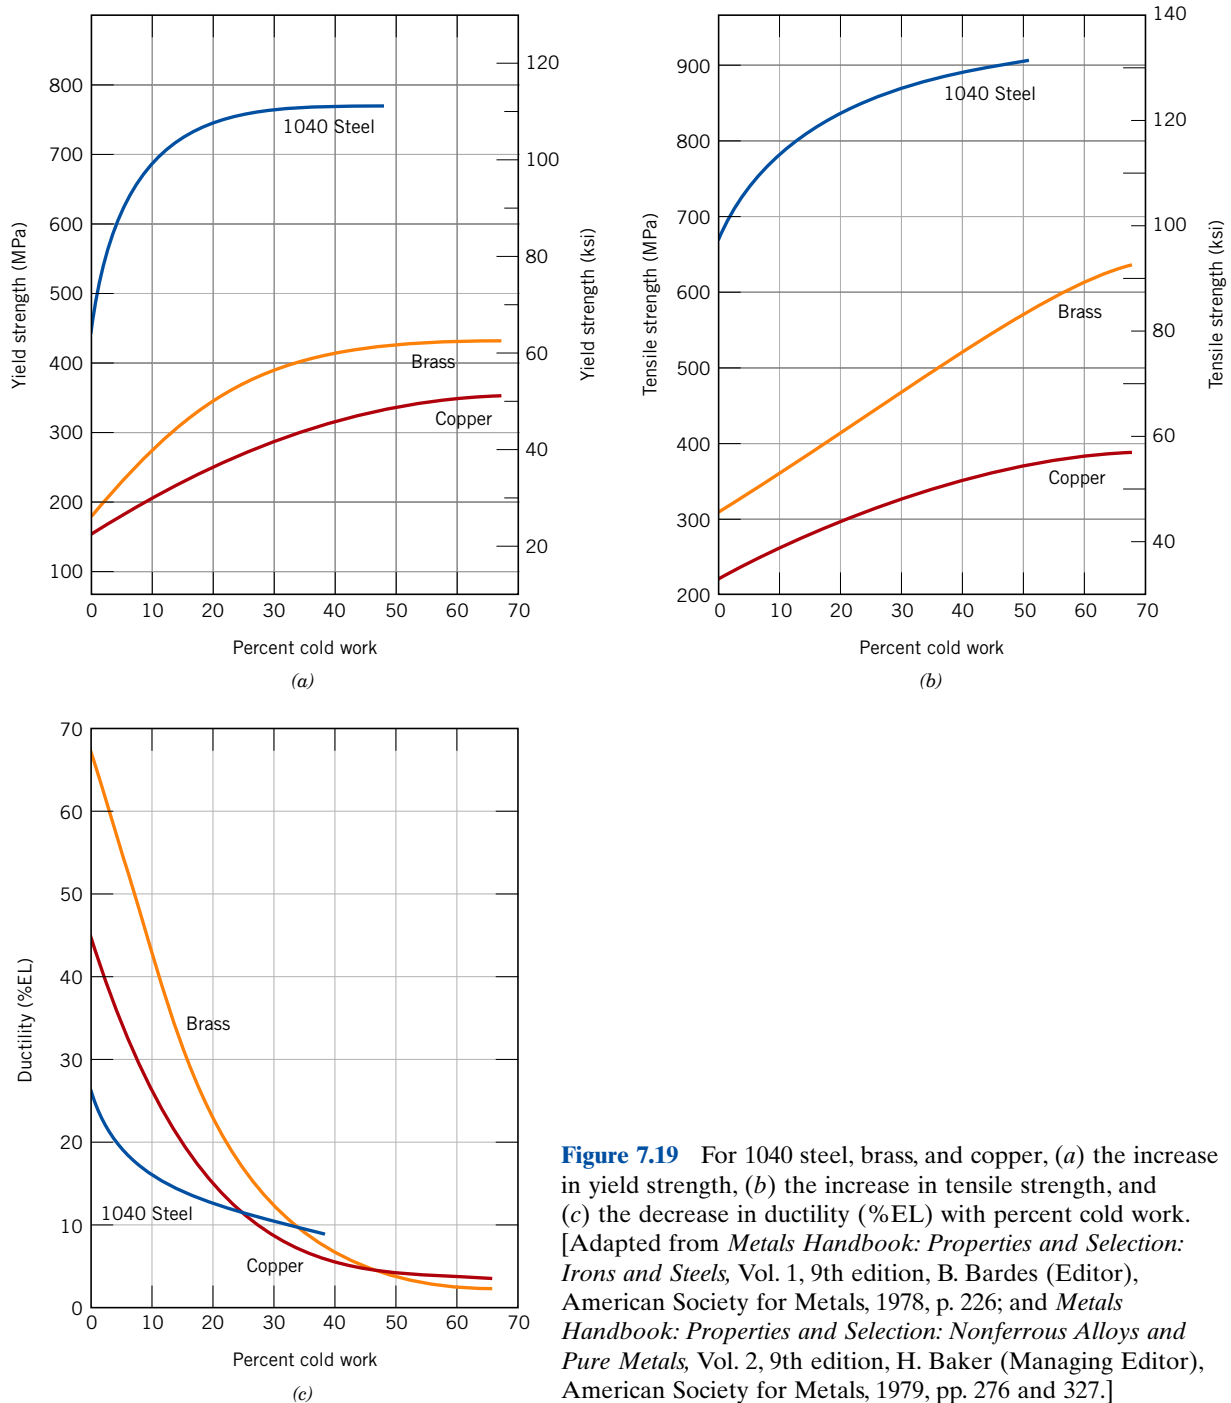 800
700
600
500
400
300
200
100
Yield strength (MPa)
120
100
80
60
40
20
Yield strength (ksi)
1040 Steel
Brass
Copper
0 10 20 30 40 50 60 70
Percent cold work
(a)
900
800
700
600
500
400
300
200
Tensile strength (MPa)
140
120
100
80
60
40
Tensile strength (ksi)
1040 Steel
Brass
Copper
0 10 20 30 40 50 60 70
Percent cold work
(b)
70
60
50
40
30
20
10
0
Ductility (%EL)
Brass
1040 Steel
Copper
0 10 20 30 40 50 60 70
Percent cold work
(c)
Figure 7.19 For 1040 steel, brass, and copper, (a) the increase
in yield strength, (b) the increase in tensile strength, and
(c) the decrease in ductility (%EL) with percent cold work.
[Adapted from Metals Handbook: Properties and Selection:
Irons and Steels, Vol. 1, 9th edition, B. Bardes (Editor),
American Society for Metals, 1978, p. 226; and Metals
Handbook: Properties and Selection: Nonferrous Alloys and
Pure Metals, Vol. 2, 9th edition, H. Baker (Managing Editor),
American Society for Metals, 1979, pp. 276 and 327.]